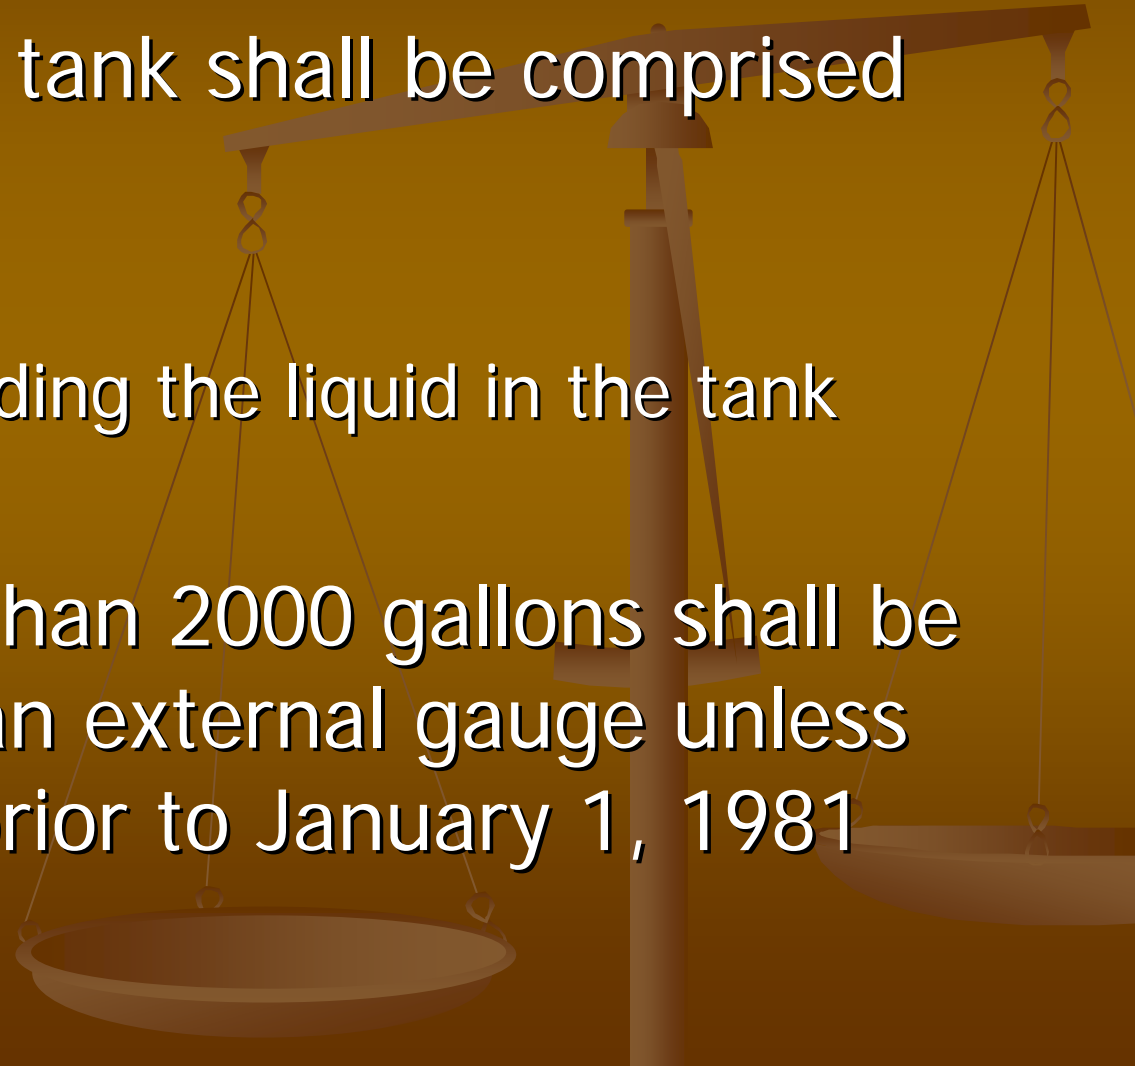 tank shall be comprised
ding the liquid in the tank
han 2000 gallons shall be
an external gauge unless
rior to January 1, 1981